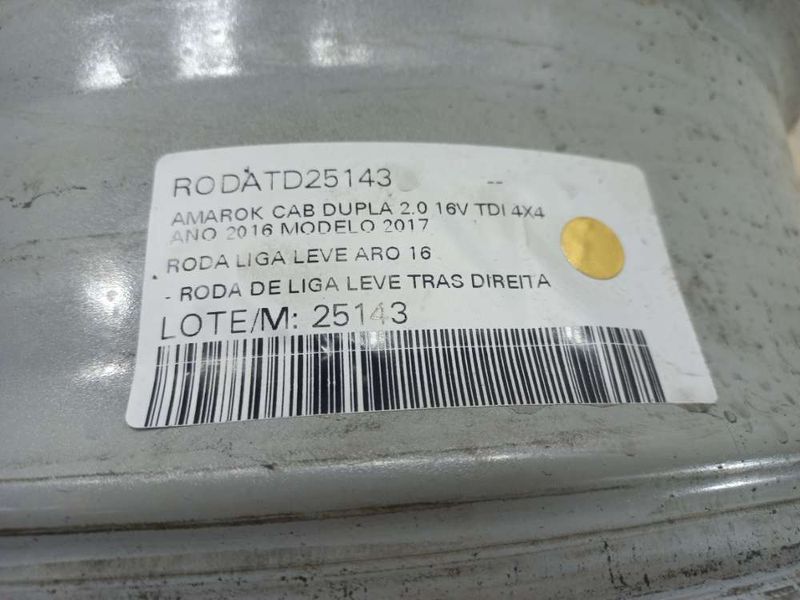 RODATD25143 --
AMAROK CAB DUPLA 2.0 16V TDI 4X4
ANO 2016 MODELO 2017
RODA LIGA LEVE ARO 16
- RODA DE LIGA LEVE TRAS DIREITA
LOTE/M: 25143